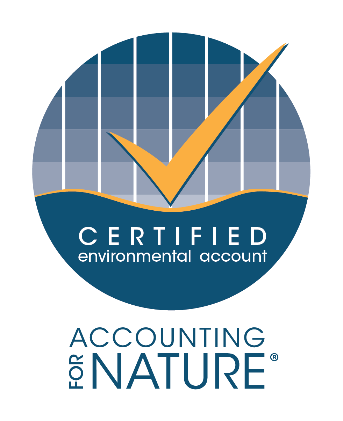 CERTIFIED
environmental account
ACCOUNTING
FOR NATURE®